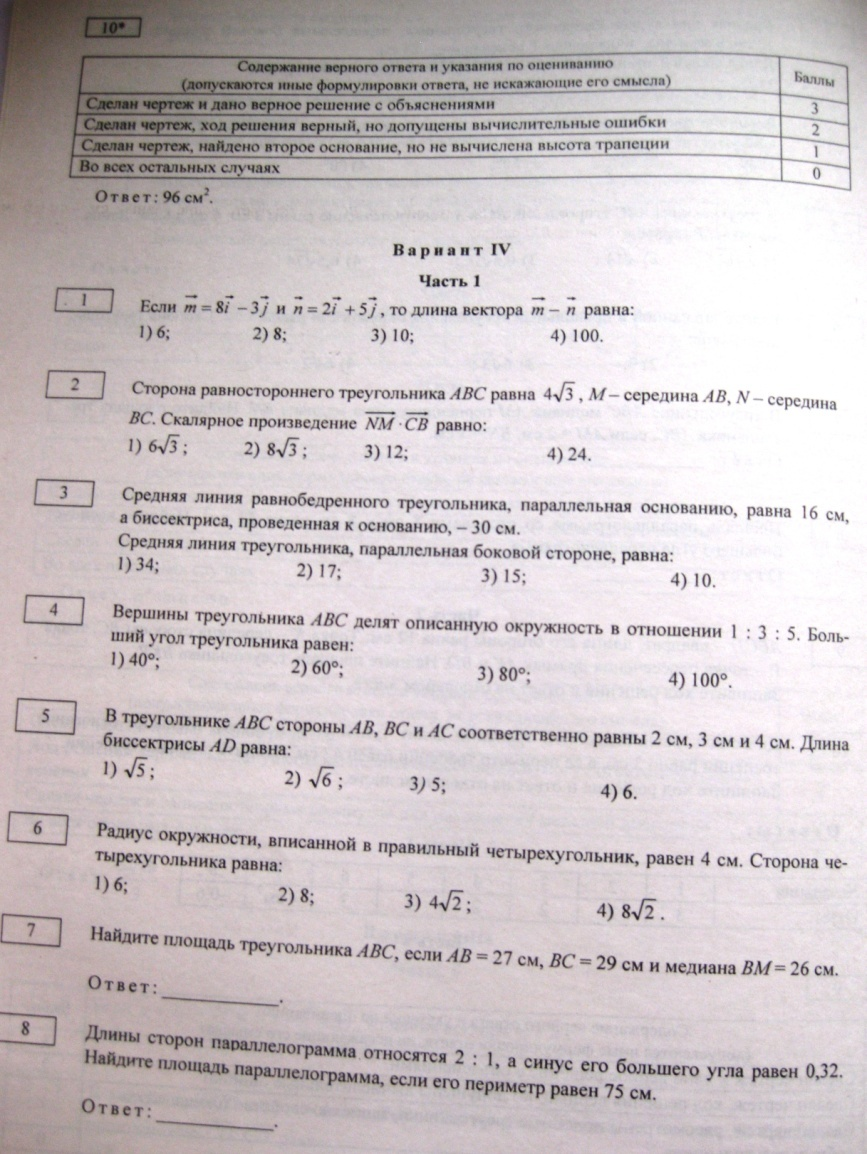 10*
Содержание верного ответа и указания по оцениванию
(допускаются иные формулировки ответа, не искажающие его смысла)
Баллы
Сделан чертеж и дано верное решение с объяснениями 3
Сделан чертеж, ход решения верный, но допущены вычислительные ошибки 2
Сделан чертеж, найдено второе основание, но не вычислена высота трапеции 1
Во всех остальных случаях 0
Ответ: 96 см².
Вариант IV
Часть 1
1 Если m⃗ = 8i⃗ − 3j⃗ и n⃗ = 2i⃗ + 5j⃗, то длина вектора m⃗ − n⃗ равна:
1) 6; 2) 8; 3) 10; 4) 100.
2 Сторона равностороннего треугольника ABC равна 4√3, M – середина AB, N – середина
BC. Скалярное произведение N͞M · C͞B равно:
1) 6√3; 2) 8√3; 3) 12; 4) 24.
3 Средняя линия равнобедренного треугольника, параллельная основанию, равна 16 см,
а биссектриса, проведенная к основанию, – 30 см.
Средняя линия треугольника, параллельная боковой стороне, равна:
1) 34; 2) 17; 3) 15; 4) 10.
4 Вершины треугольника ABC делят описанную окружность в отношении 1 : 3 : 5. Боль-
ший угол треугольника равен:
1) 40°; 2) 60°; 3) 80°; 4) 100°.
5 В треугольнике ABC стороны AB, BC и AC соответственно равны 2 см, 3 см и 4 см. Длина
биссектрисы AD равна:
1) √5; 2) √6; 3) 5; 4) 6.
6 Радиус окружности, вписанной в правильный четырехугольник, равен 4 см. Сторона че-
тырехугольника равна:
1) 6; 2) 8; 3) 4√2; 4) 8√2.
7 Найдите площадь треугольника ABC, если AB = 27 см, BC = 29 см и медиана BM = 26 см.
Ответ: ____________.
8 Длины сторон параллелограмма относятся 2 : 1, а синус его большего угла равен 0,32.
Найдите площадь параллелограмма, если его периметр равен 75 см.
Ответ: ____________.